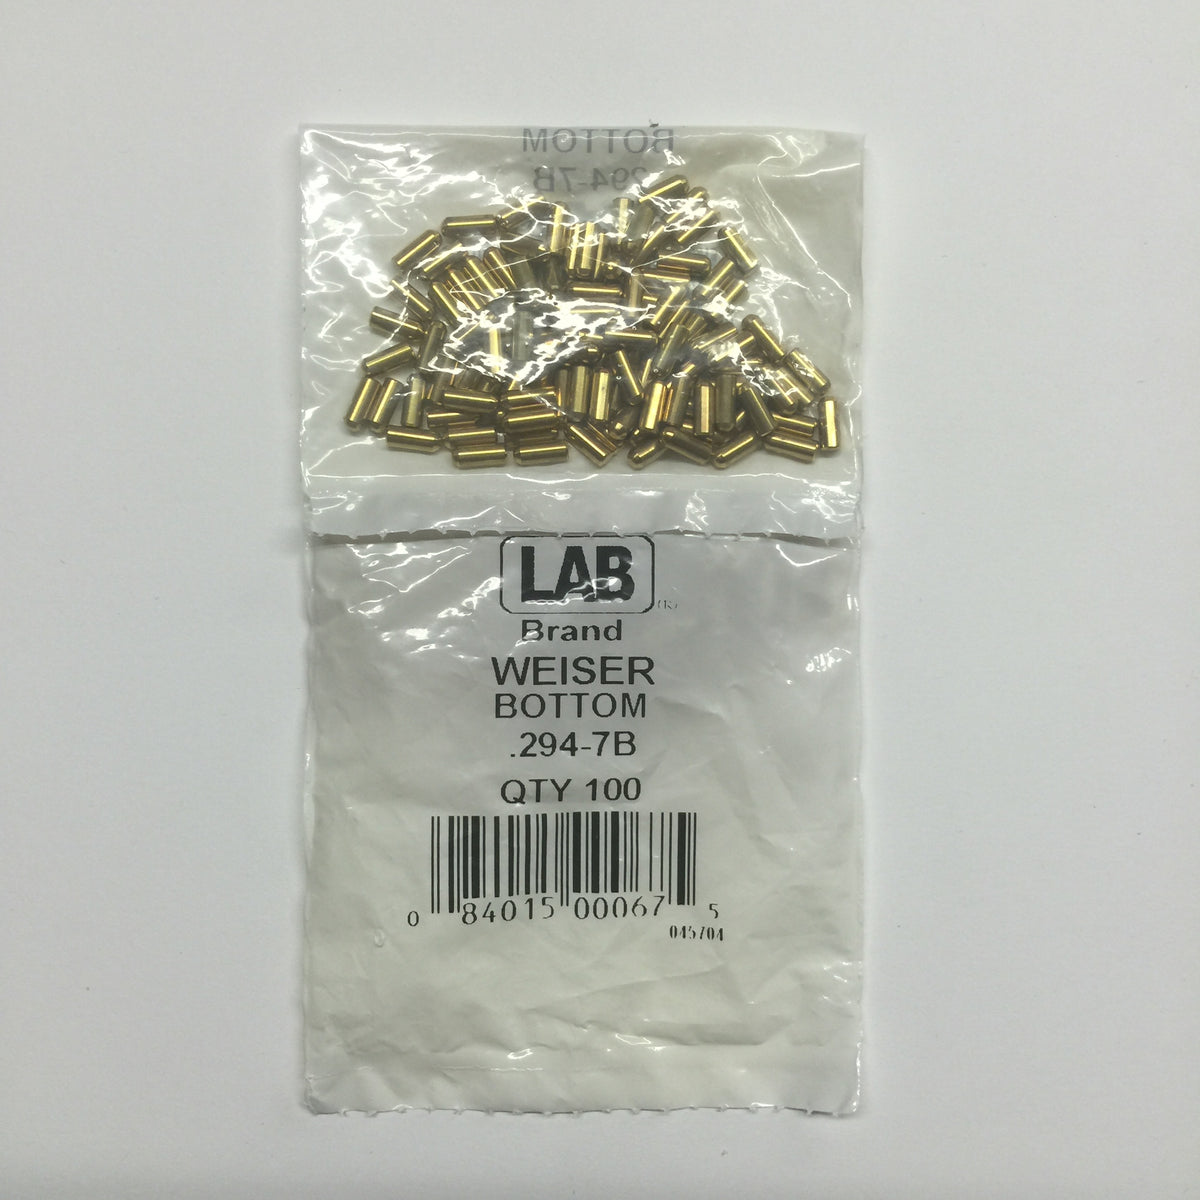 BOTTOM
.294-7B
LAB
Brand
WEISER
BOTTOM
.294-7B
QTY 100
0 84015 00067 5
045704